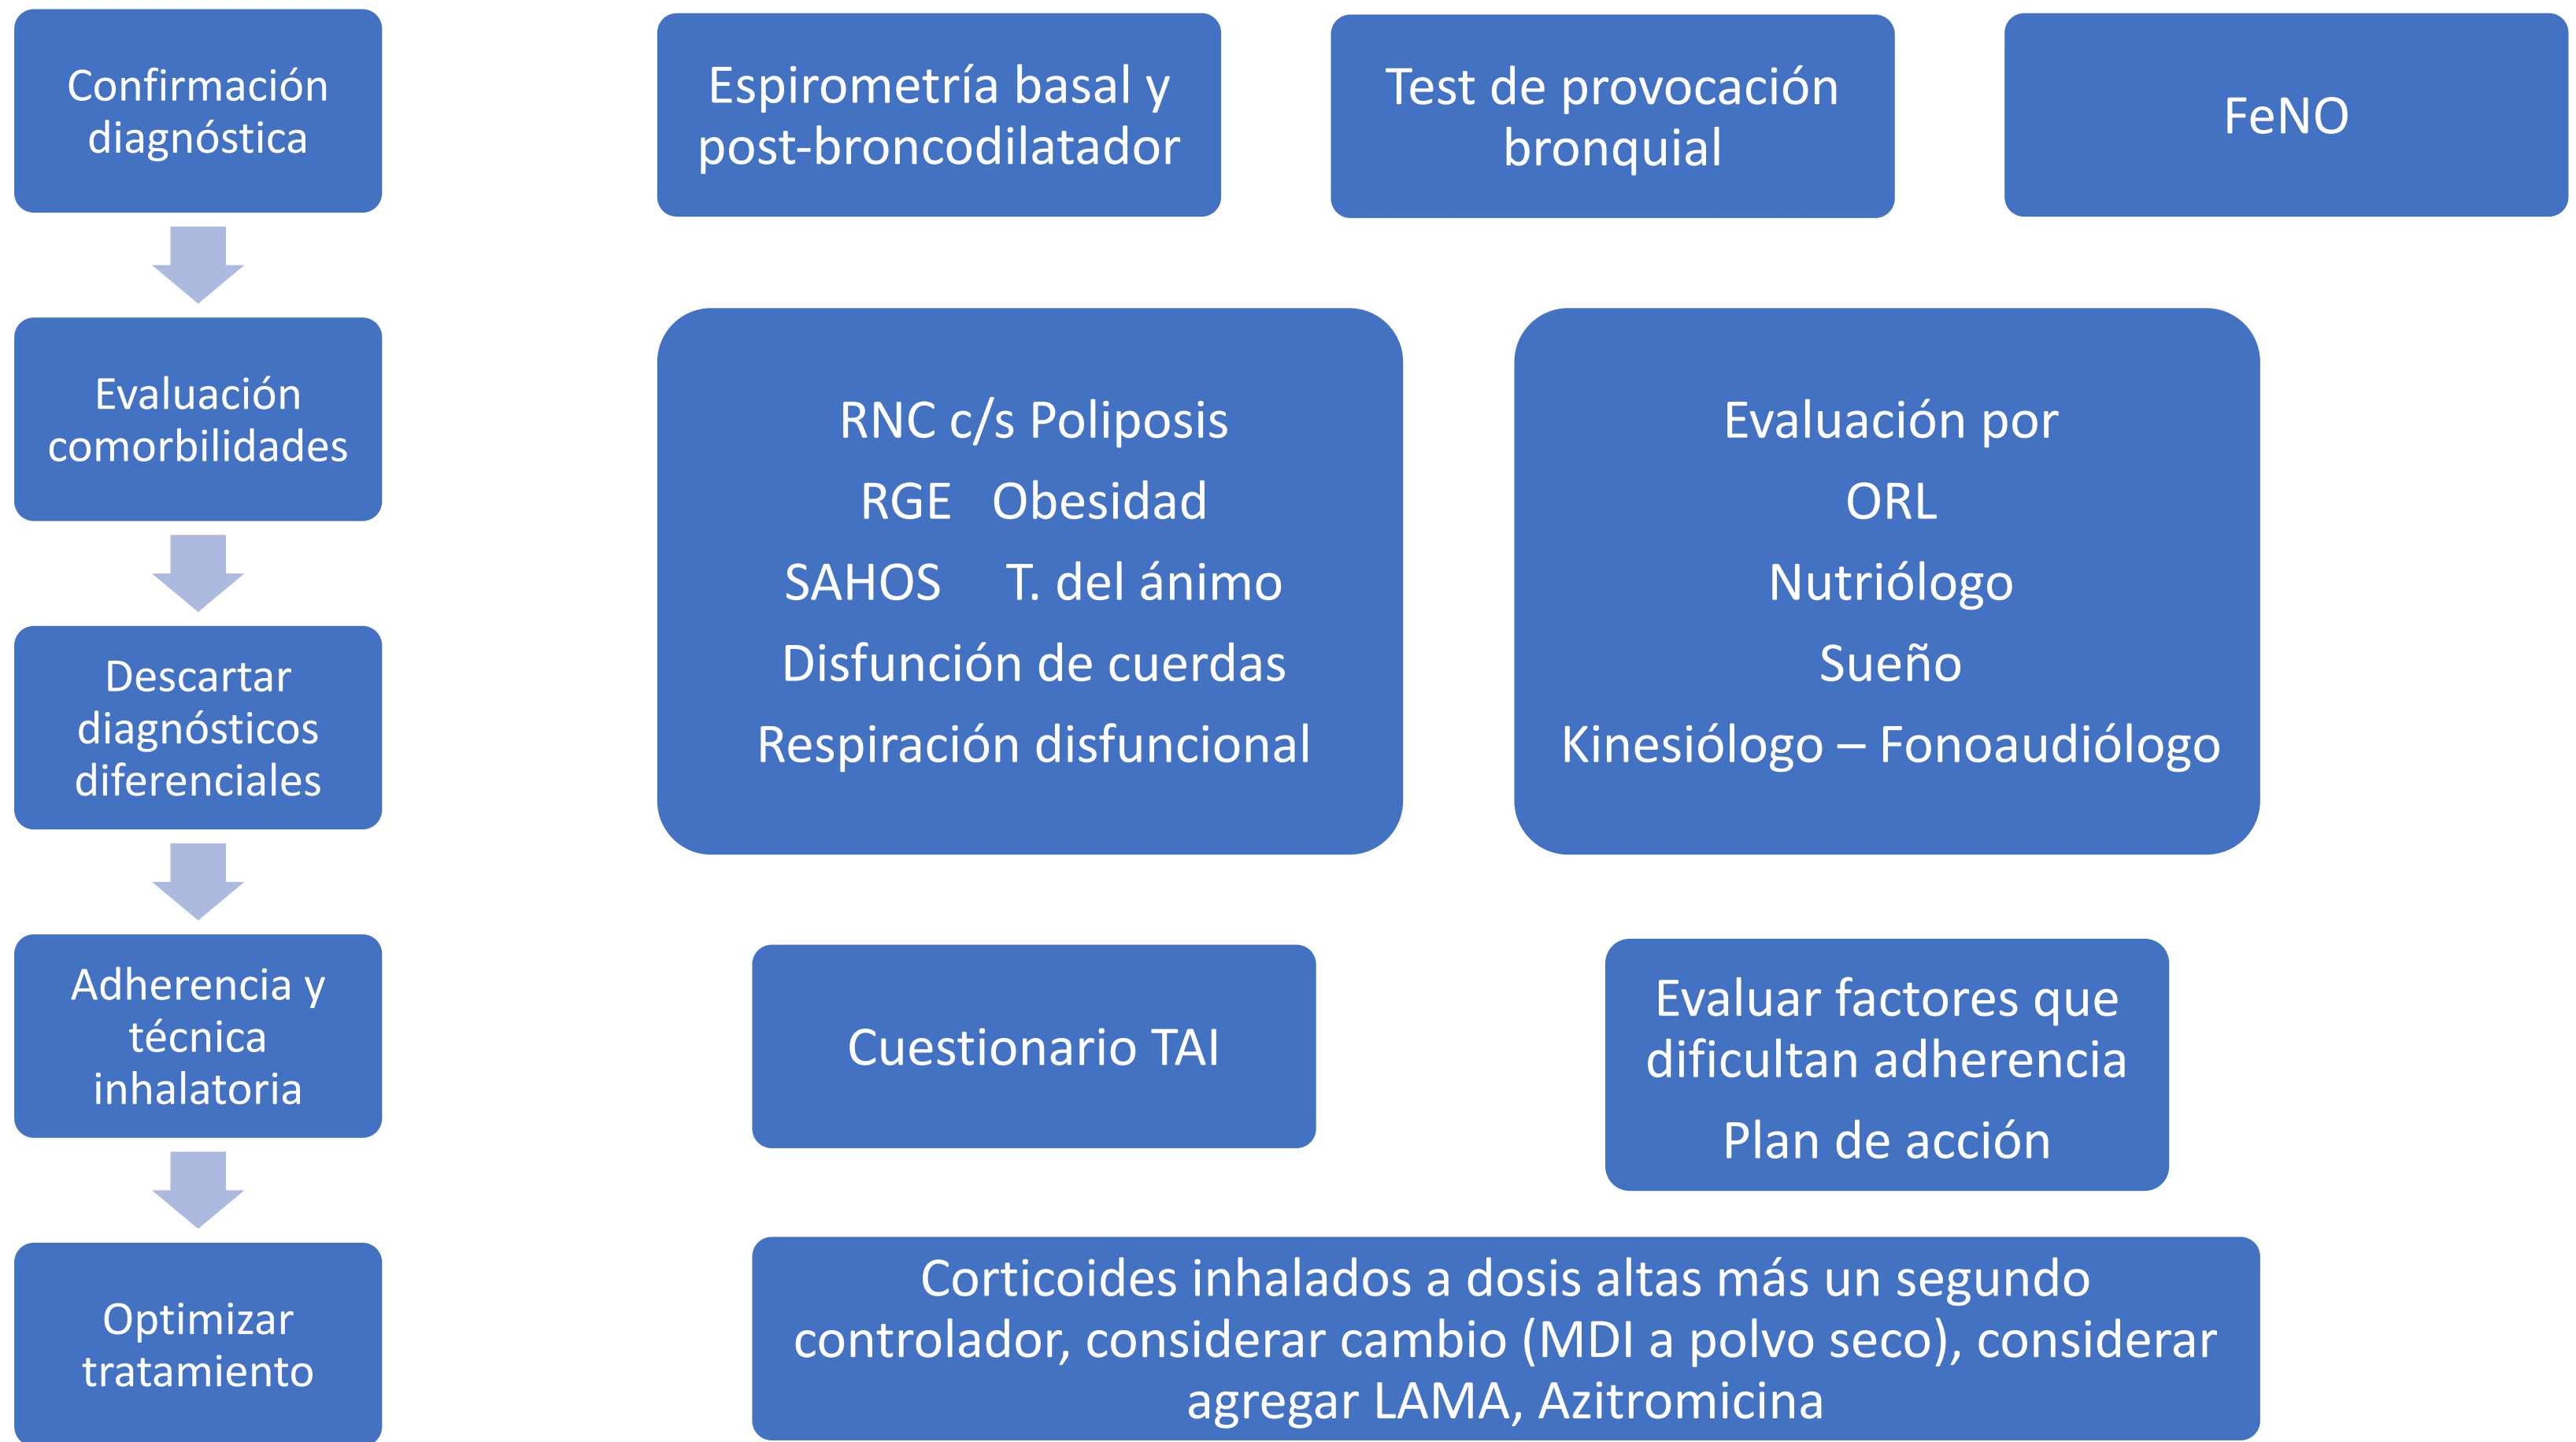 Confirmación
diagnóstica
Espirometría basal y
post-broncodilatador
Test de provocación
bronquial
FeNO
Evaluación
comorbilidades
RNC c/s Poliposis
RGE Obesidad
SAHOS T. del ánimo
Disfunción de cuerdas
Respiración disfuncional
Evaluación por
ORL
Nutriólogo
Sueño
Kinesiólogo – Fonoaudiólogo
Descartar
diagnósticos
diferenciales
Adherencia y
técnica
inhalatoria
Cuestionario TAI
Evaluar factores que
dificultan adherencia
Plan de acción
Optimizar
tratamiento
Corticoides inhalados a dosis altas más un segundo
controlador, considerar cambio (MDI a polvo seco), considerar
agregar LAMA, Azitromicina